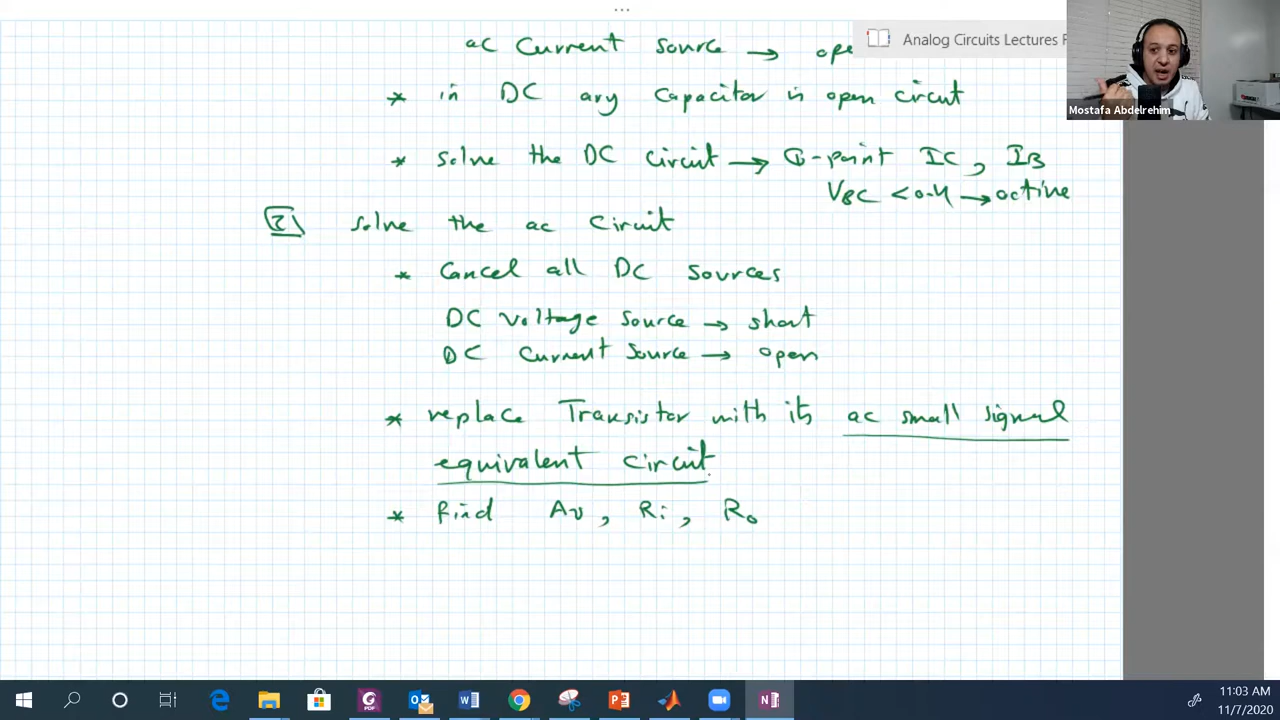 ac Current Source → ope
Analog Circuits Lectures F
Mostafa Abdelrehim
* in DC any Capacitor is open circut
* solve the DC circuit → Q-point IC, IB
VBC < 0.4 → active
2 solve the ac Circuit
* Cancel all DC Sources
DC voltage source → short
DC Current Source → open
* replace Transistor with its ac small signal
equivalent circuit.
* find Av, Ri, Ro
11:03 AM
11/7/2020